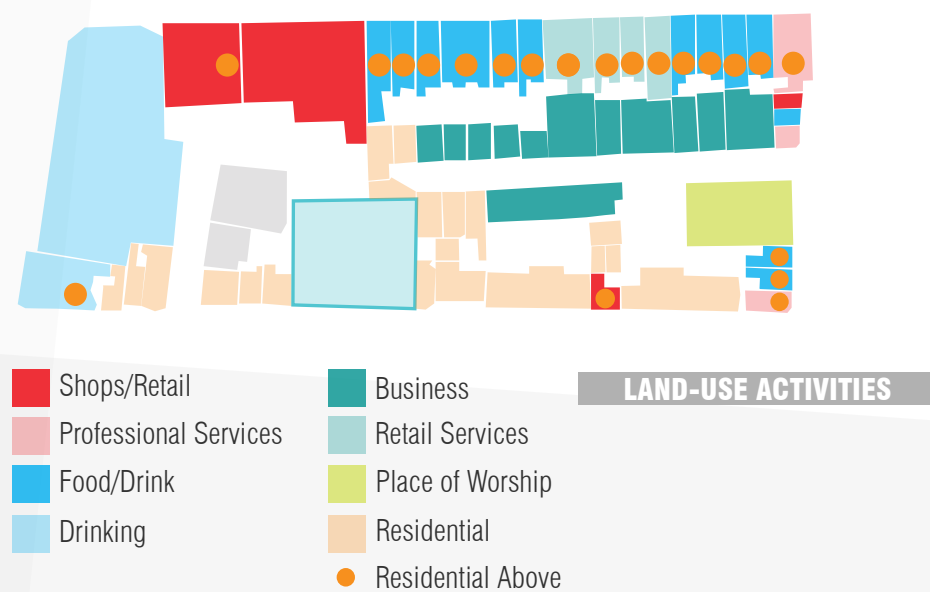 Shops/Retail
Professional Services
Food/Drink
Drinking
Business
Retail Services
Place of Worship
Residential
Residential Above
LAND-USE ACTIVITIES